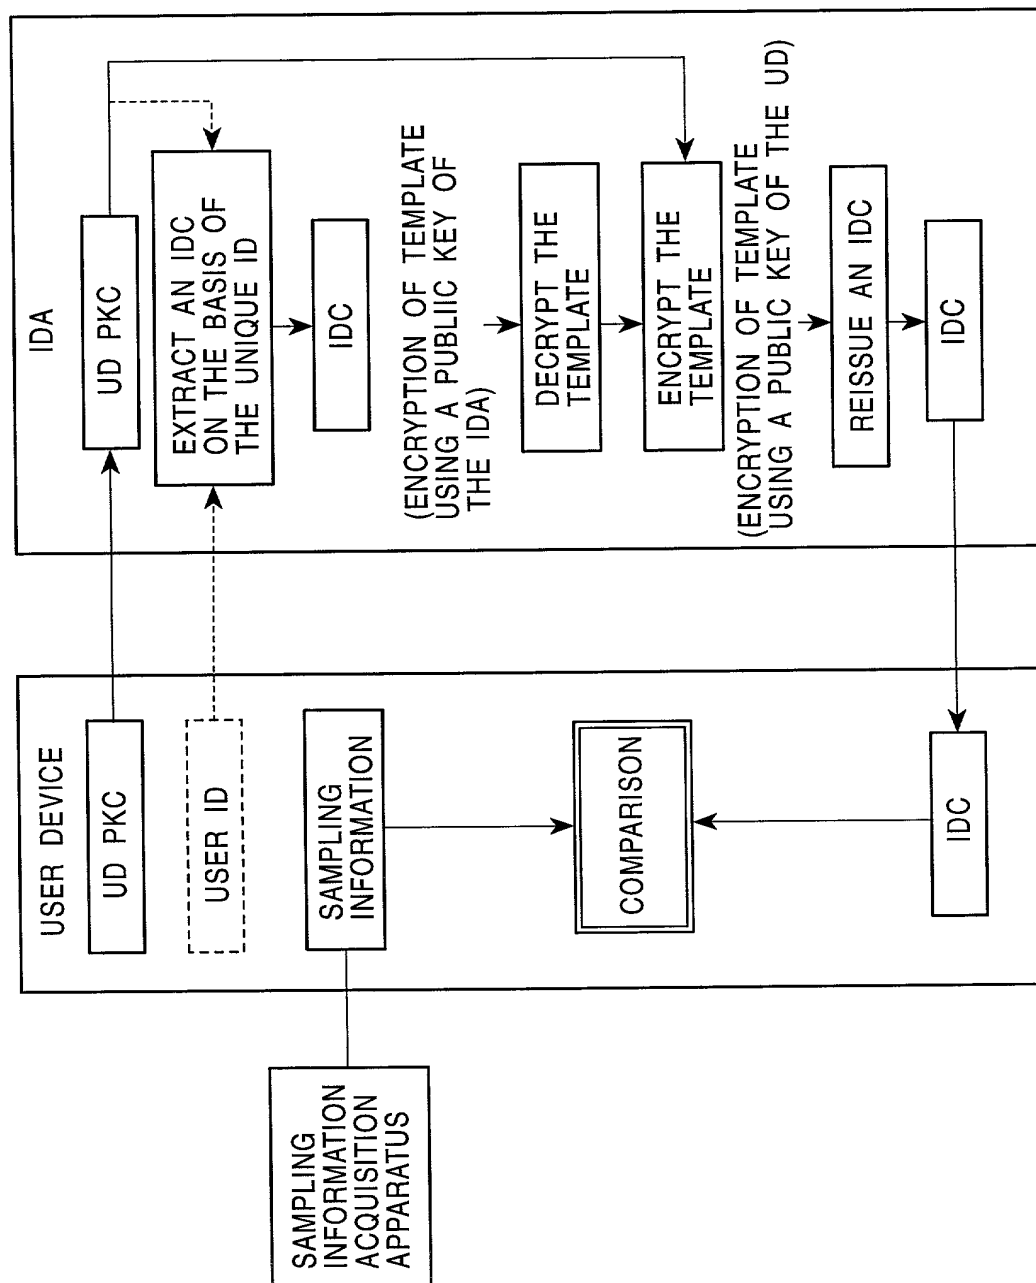 SAMPLING
INFORMATION
ACQUISITION
APPARATUS
USER DEVICE
UD PKC
USER ID
SAMPLING
INFORMATION
COMPARISON
IDC
IDA
UD PKC
EXTRACT AN IDC
ON THE BASIS OF
THE UNIQUE ID
IDC
(ENCRYPTION OF TEMPLATE
USING A PUBLIIC KEY OF
THE IDA)
DECRYPT THE
TEMPLATE
ENCRYPT THE
TEMPLATE
(ENCRYPTION OF TEMPLATE
USING A PUBLIC KEY OF THE UD)
REISSUE AN IDC
IDC